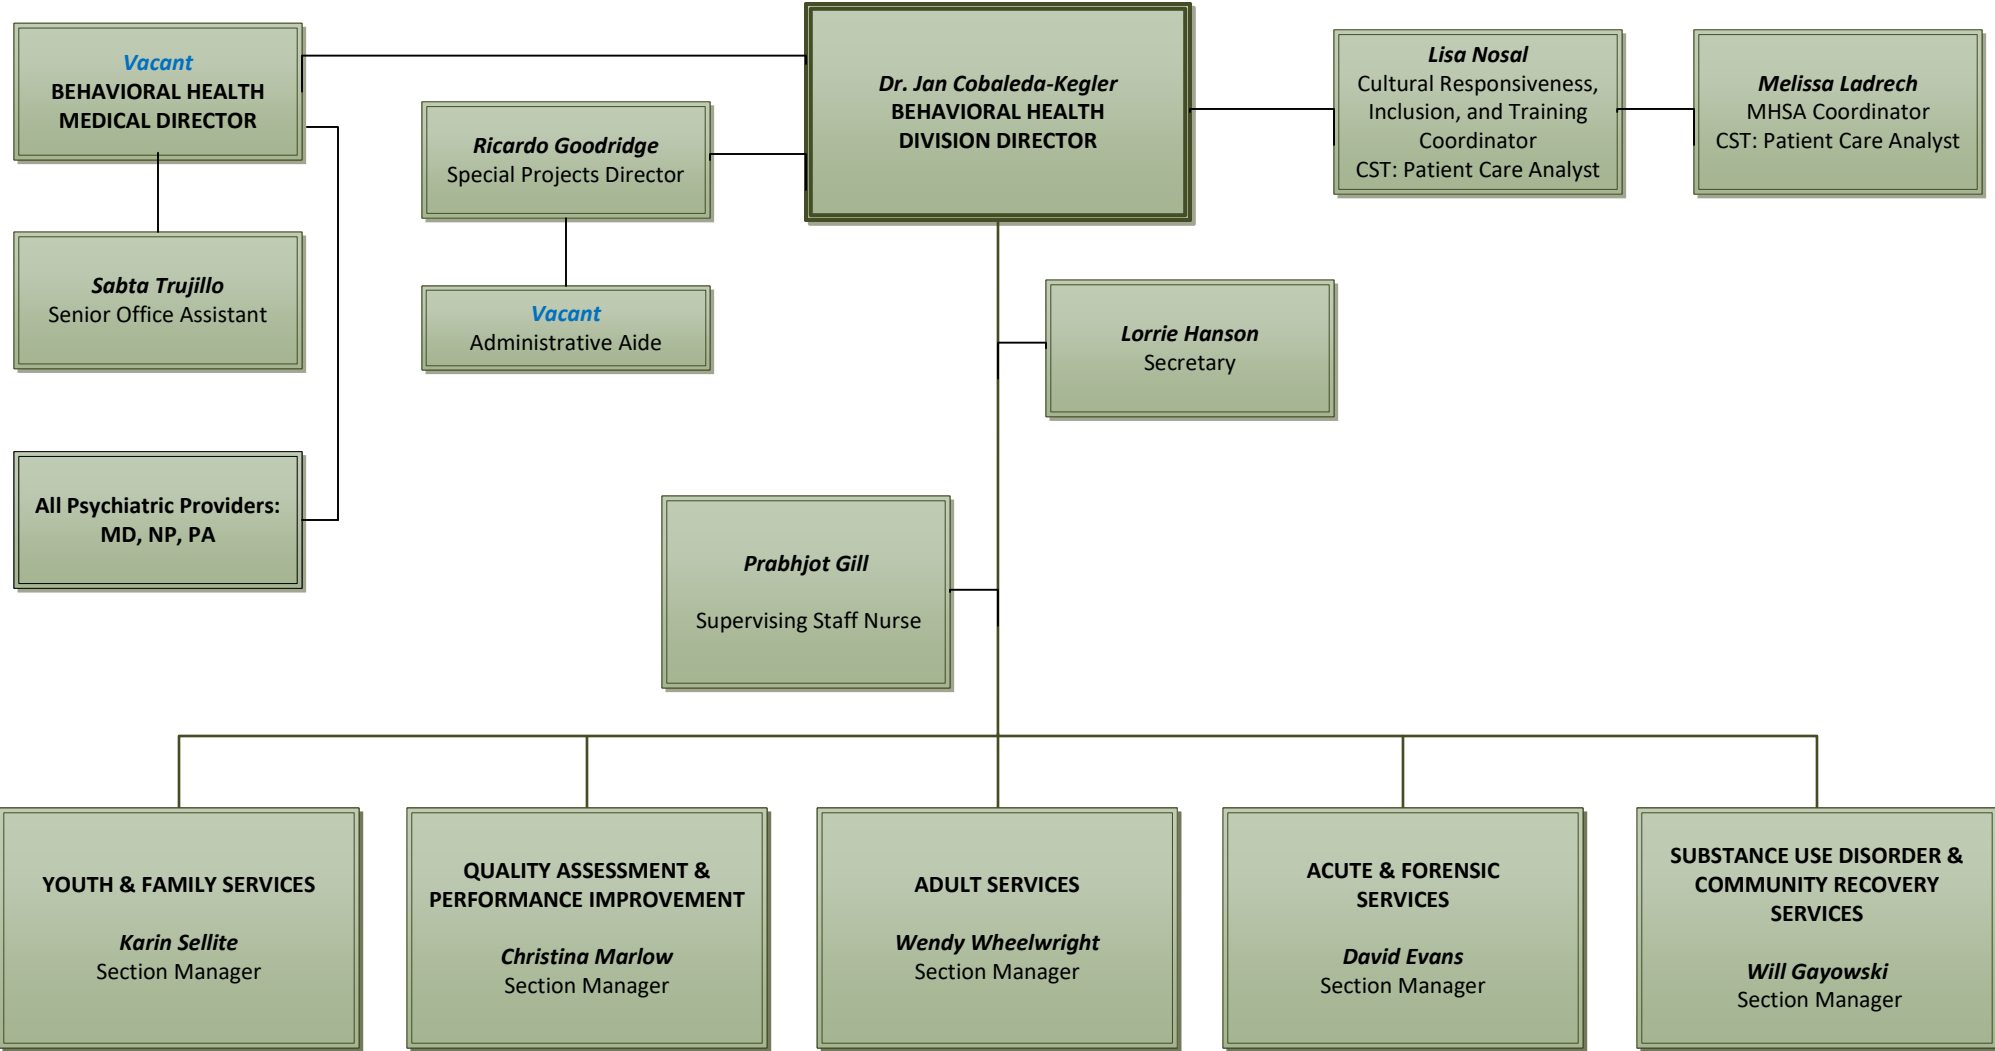 Vacant
BEHAVIORAL HEALTH
MEDICAL DIRECTOR
Dr. Jan Cobaleda-Kegler
BEHAVIORAL HEALTH
DIVISION DIRECTOR
Lisa Nosal
Cultural Responsiveness,
Inclusion, and Training
Coordinator
CST: Patient Care Analyst
Melissa Ladrech
MHSA Coordinator
CST: Patient Care Analyst
Ricardo Goodridge
Special Projects Director
Sabta Trujillo
Senior Office Assistant
Vacant
Administrative Aide
Lorrie Hanson
Secretary
All Psychiatric Providers:
MD, NP, PA
Prabhjot Gill
Supervising Staff Nurse
YOUTH & FAMILY SERVICES
Karin Sellite
Section Manager
QUALITY ASSESSMENT &
PERFORMANCE IMPROVEMENT
Christina Marlow
Section Manager
ADULT SERVICES
Wendy Wheelwright
Section Manager
ACUTE & FORENSIC
SERVICES
David Evans
Section Manager
SUBSTANCE USE DISORDER &
COMMUNITY RECOVERY
SERVICES
Will Gayowski
Section Manager